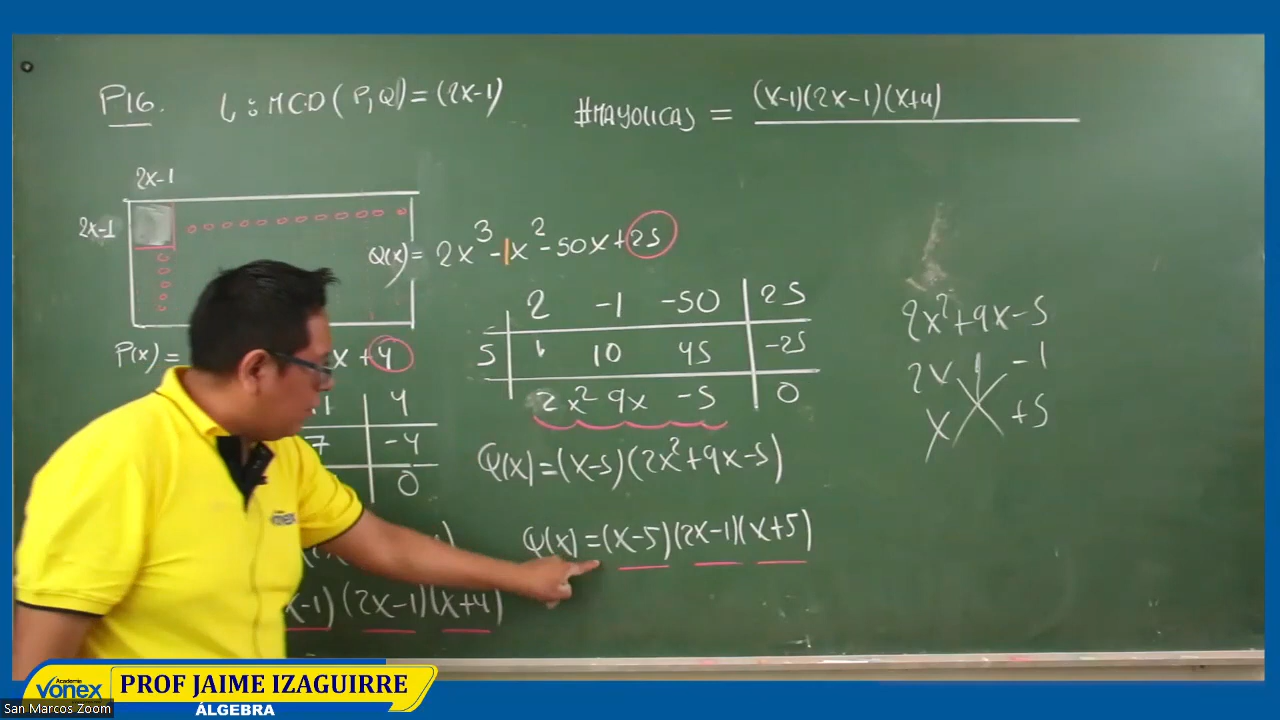 P16.
L : MCD(P,Q) = (2x-1)
#MAYOLICAS = (x-1)(2x-1)(x+4)
2x-1
2x-1
Q(x) = 2x³-1x²-50x+25
2 -1 -50 25
5 10 45 -25
2x² 9x -5 0
Q(x)=(x-5)(2x²+9x-5)
Q(x)=(x-5)(2x-1)(x+5)
P(x) = x + 4
4
7 -4
0
x-1)(2x-1)(x+4)
2x²+9x-5
2x -1
x +5
Academia
VONEX
PROF JAIME IZAGUIRRE
ÁLGEBRA
San Marcos Zoom